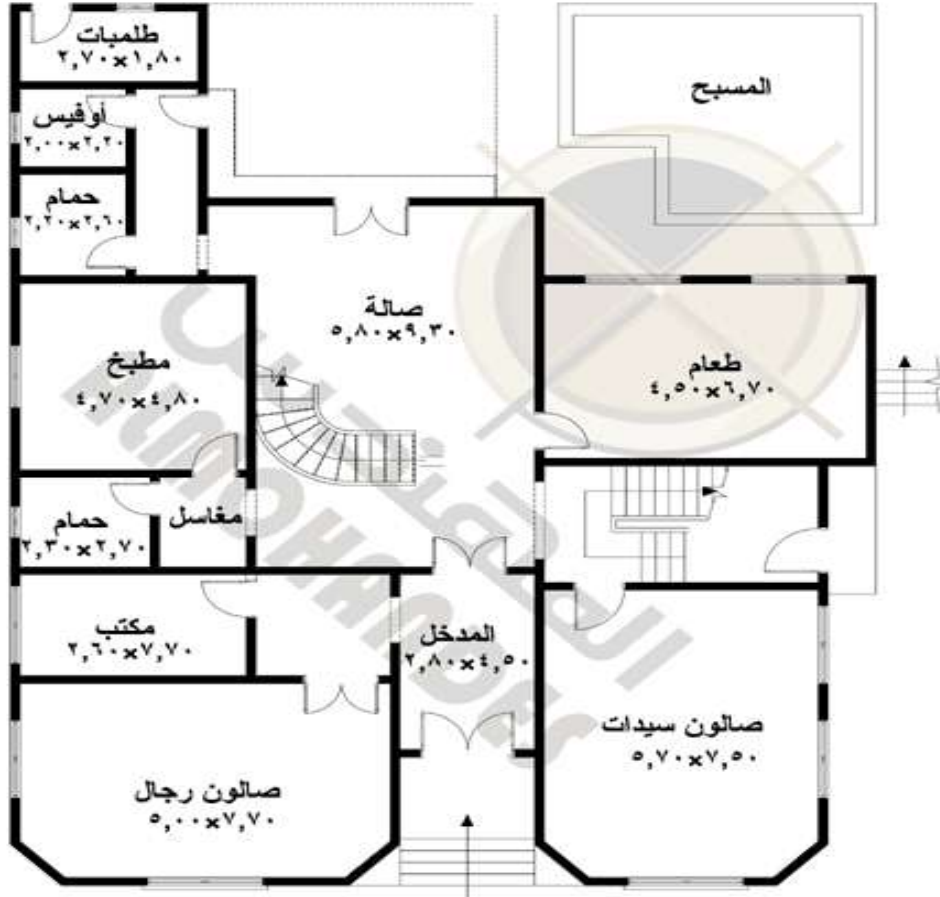 طلمبات
٢,٧٠×١,٨٠
المسبح
أوفيس
٢,٠٠×٢,٢٠
حمام
٢,٢٠×٢,٦٠
صالة
٥,٨٠×٩,٣٠
مطبخ
٤,٧٠×٤,٨٠
طعام
٤,٥٠×٦,٧٠
مغاسل
حمام
٢,٣٠×٢,٧٠
مكتب
٢,٦٠×٧,٧٠
المدخل
٢,٨٠×٤,٥٠
صالون سيدات
٥,٧٠×٧,٥٠
صالون رجال
٥,٠٠×٧,٧٠
المهندس
ALMOHANDES